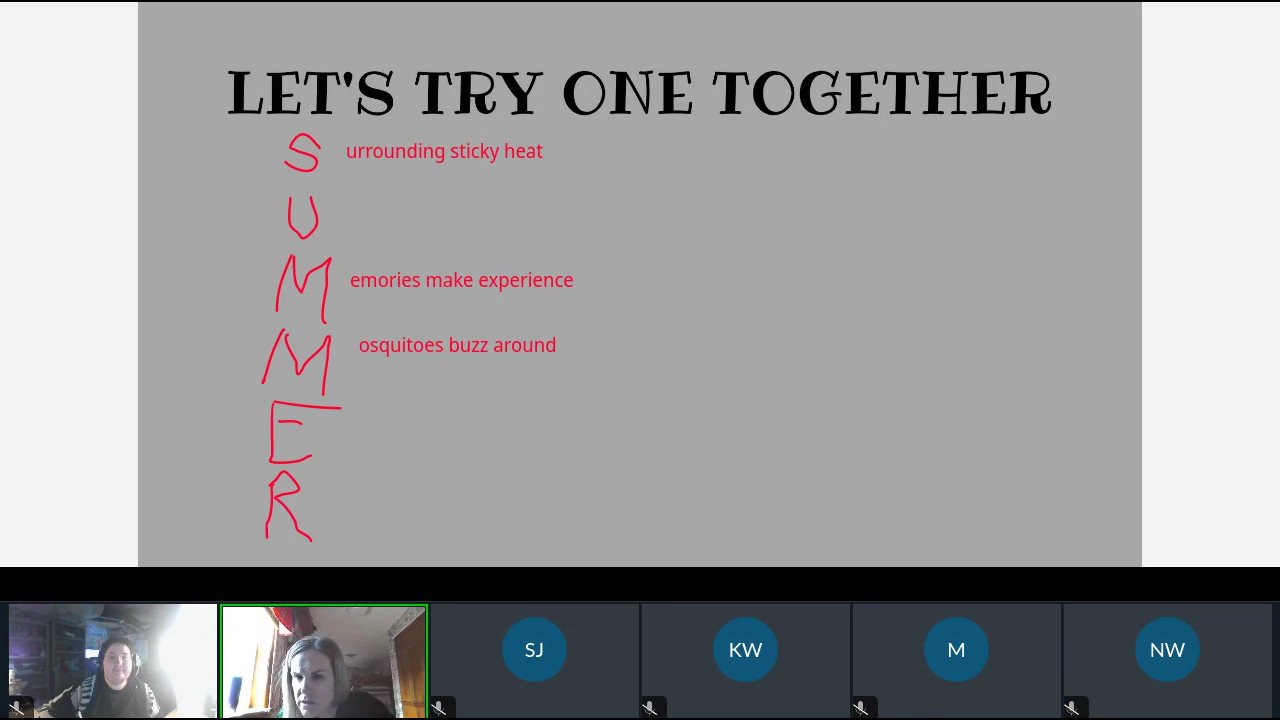 LET'S TRY ONE TOGETHER
S urrounding sticky heat
U
M emories make experience
M osquitoes buzz around
E
R
SJ KW M NW